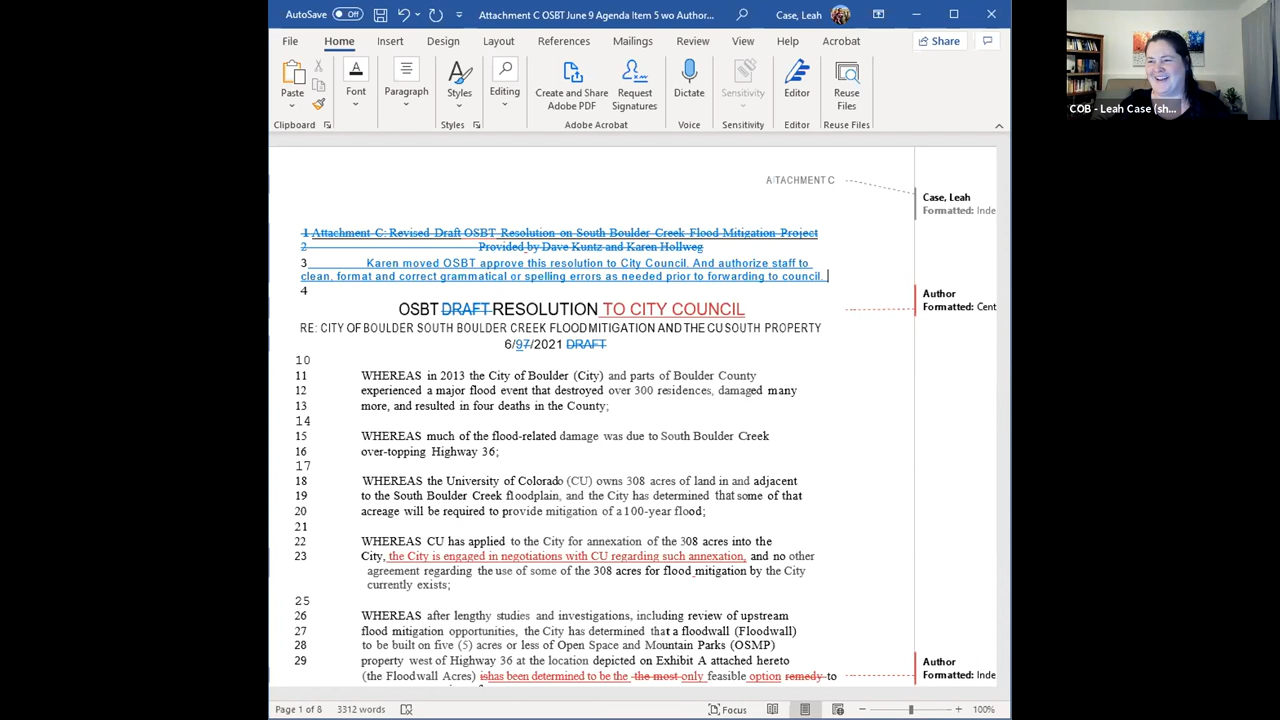 AutoSave Off Attachment C OSBT June 9 Agenda Item 5 wo Author... Case, Leah
File Home Insert Design Layout References Mailings Review View Help Acrobat Share
Paste Font Paragraph Styles Editing Create and Share Adobe PDF Request Signatures Dictate Sensitivity Editor Reuse Files
Clipboard Styles Adobe Acrobat Voice Sensitivity Editor Reuse Files
COB - Leah Case (sh...
ATTACHMENT C
Case, Leah
Formatted: Inde
1 Attachment C: Revised Draft OSBT Resolution on South Boulder Creek Flood Mitigation Project
2 Provided by Dave Kuntz and Karen Hollweg
3 Karen moved OSBT approve this resolution to City Council. And authorize staff to
clean, format and correct grammatical or spelling errors as needed prior to forwarding to council.
4
Author
Formatted: Cent
OSBT DRAFT RESOLUTION TO CITY COUNCIL
RE: CITY OF BOULDER SOUTH BOULDER CREEK FLOOD MITIGATION AND THE CU SOUTH PROPERTY
6/97/2021 DRAFT
10
11 WHEREAS in 2013 the City of Boulder (City) and parts of Boulder County
12 experienced a major flood event that destroyed over 300 residences, damaged many
13 more, and resulted in four deaths in the County;
14
15 WHEREAS much of the flood-related damage was due to South Boulder Creek
16 over-topping Highway 36;
17
18 WHEREAS the University of Colorado (CU) owns 308 acres of land in and adjacent
19 to the South Boulder Creek floodplain, and the City has determined that some of that
20 acreage will be required to provide mitigation of a 100-year flood;
21
22 WHEREAS CU has applied to the City for annexation of the 308 acres into the
23 City, the City is engaged in negotiations with CU regarding such annexation, and no other
agreement regarding the use of some of the 308 acres for flood mitigation by the City
currently exists;
25
26 WHEREAS after lengthy studies and investigations, including review of upstream
27 flood mitigation opportunities, the City has determined that a floodwall (Floodwall)
28 to be built on five (5) acres or less of Open Space and Mountain Parks (OSMP)
29 property west of Highway 36 at the location depicted on Exhibit A attached hereto
(the Floodwall Acres) ishas been determined to be the the most only feasible option remedy to
Author
Formatted: Inde
Page 1 of 8 3312 words Focus 100%